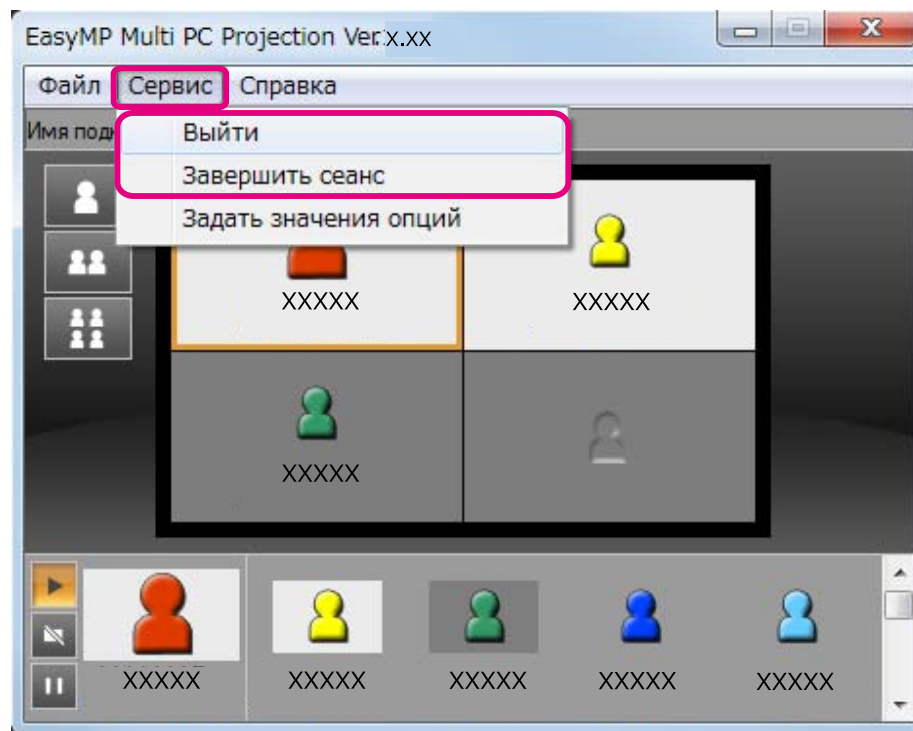 EasyMP Multi PC Projection Ver.x.xx
Файл Сервис Справка
Имя
Выйти
Завершить сеанс
Задать значения опций
XXXXX XXXXX
XXXXX
XXXXX XXXXX XXXXX XXXXX XXXXX